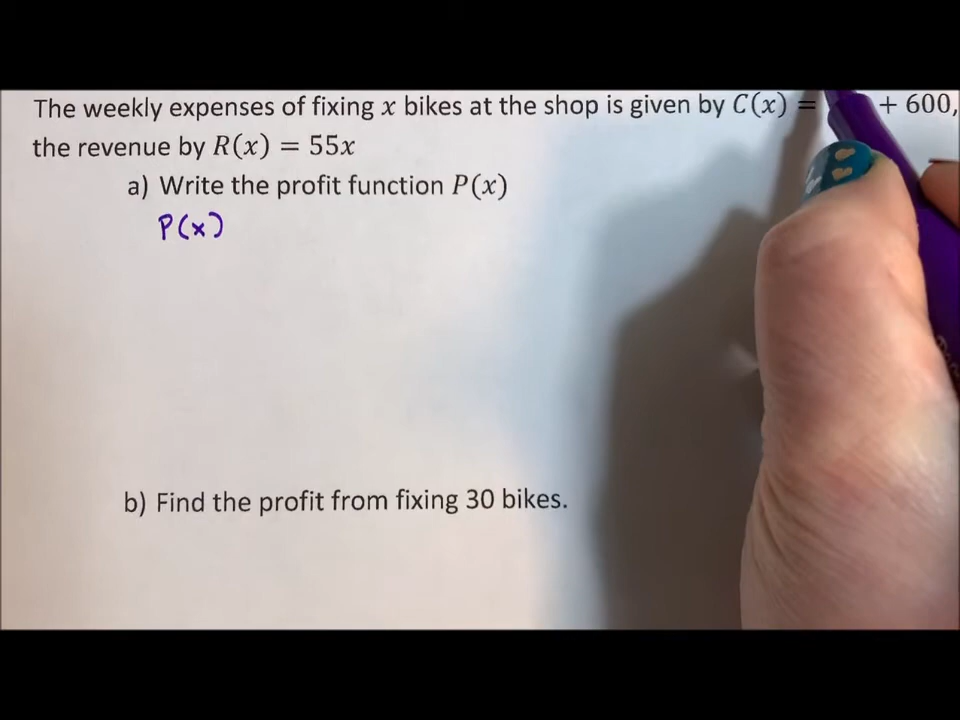 The weekly expenses of fixing x bikes at the shop is given by C(x) = + 600,
the revenue by R(x) = 55x
a) Write the profit function P(x)
P(x)
b) Find the profit from fixing 30 bikes.